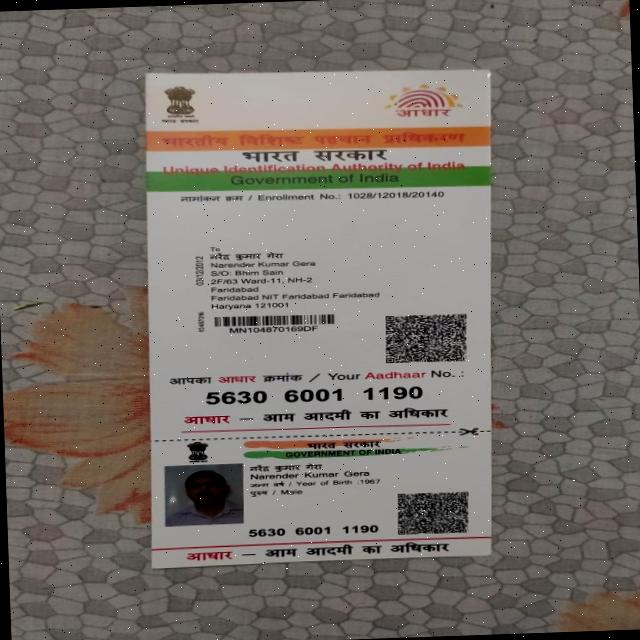 भारत सरकार
आधार
भारतीय विशिष्ट पहचान प्राधिकरण
भारत सरकार
Unique Identification Authority of India
Government of India
नामांकन क्रम / Enrollment No.: 1028/12018/20140
To
नरेंद्र कुमार गेरा
Narender Kumar Gera
S/O: Bhim Sain
2F/63 Ward-11, NH-2
Faridabad
Faridabad NIT Faridabad Faridabad
Haryana 121001
03/12/2012
MN104870169DF
आपका आधार क्रमांक / Your Aadhaar No. :
5630 6001 1190
आधार — आम आदमी का अधिकार
भारत सरकार
GOVERNMENT OF INDIA
नरेंद्र कुमार गेरा
Narender Kumar Gera
जन्म वर्ष / Year of Birth :1967
पुरुष / Male
5630 6001 1190
आधार — आम आदमी का अधिकार